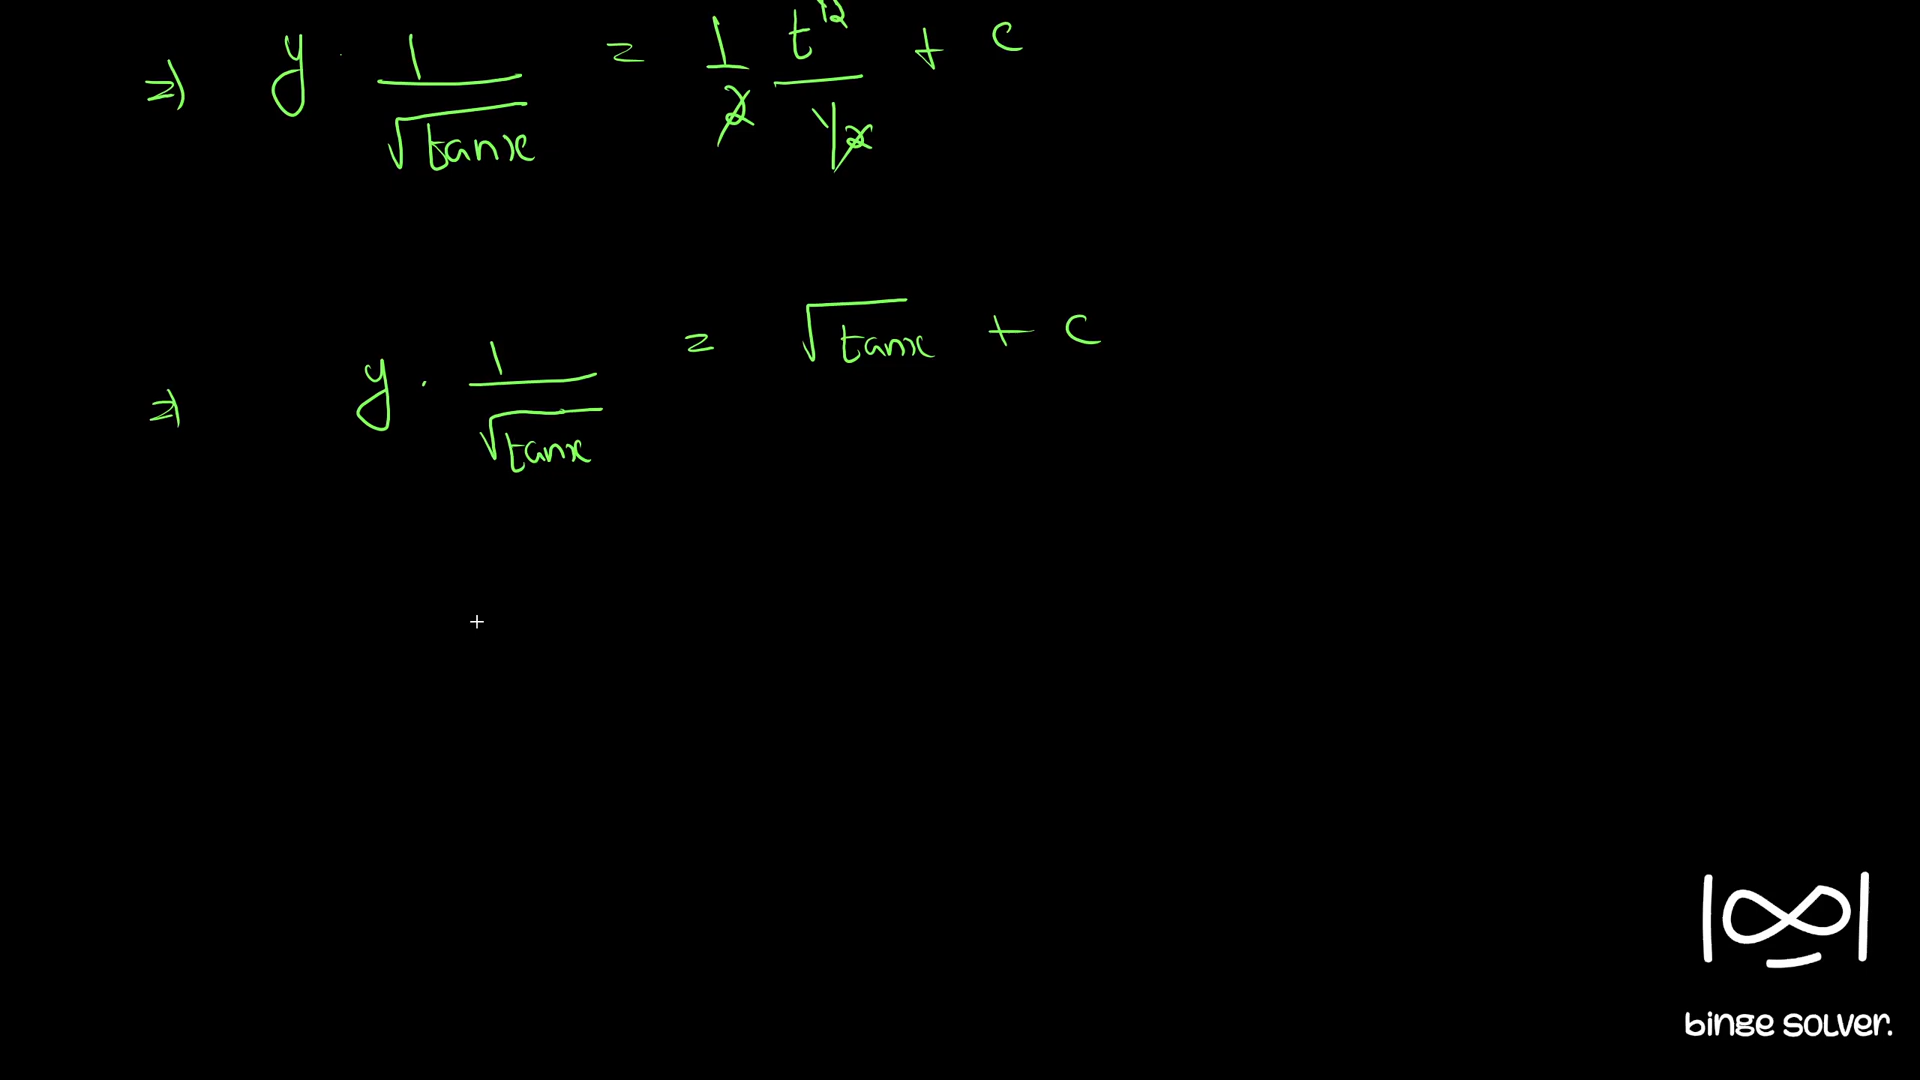 ⇒ y · 1/√tanx = 1/2 t^1/2/1/2 + c
⇒ y · 1/√tanx = √tanx + c
binge solver.